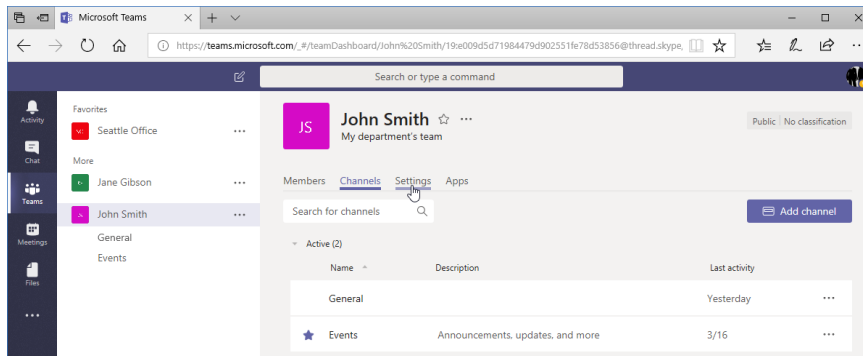 Microsoft Teams
https://teams.microsoft.com/_#/teamDashboard/John%20Smith/19:e009d5d71984479d902551fe78d53856@thread.skype,
Search or type a command
Activity
Chat
Teams
Meetings
Files
Favorites
Seattle Office
More
Jane Gibson
John Smith
General
Events
JS
John Smith
My department's team
Public No classification
Members Channels Settings Apps
Search for channels
Add channel
Active (2)
Name Description Last activity
General Yesterday
Events Announcements, updates, and more 3/16